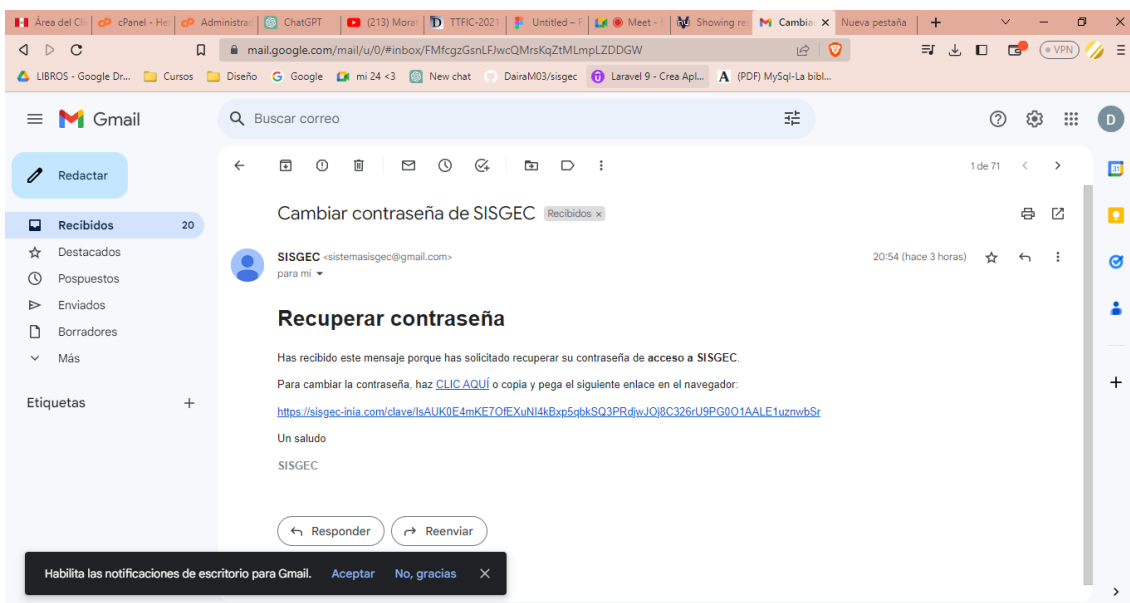 Área del Cli cPanel - He Administrac ChatGPT (213) Morat TTFIC-2021 Untitled – F Meet - Showing re Cambiar Nueva pestaña
mail.google.com/mail/u/0/#inbox/FMfcgzGsnLFJwcQMrsKqZtMLmpLZDDGW VPN
LIBROS - Google Dr... Cursos Diseño Google mi 24 <3 New chat DairaM03/sisgec Laravel 9 - Crea Apl... (PDF) MySql-La bibl...
Gmail Buscar correo D
Redactar 1 de 71
Cambiar contraseña de SISGEC Recibidos x
Recibidos 20
SISGEC <sistemasisgec@gmail.com> 20:54 (hace 3 horas)
para mí
Destacados
Pospuestos
Enviados
Borradores
Más
Etiquetas
Recuperar contraseña
Has recibido este mensaje porque has solicitado recuperar su contraseña de acceso a SISGEC.
Para cambiar la contraseña, haz CLIC AQUÍ o copia y pega el siguiente enlace en el navegador:
https://sisgec-inia.com/clave/IsAUK0E4mKE7OfEXuNI4kBxp5qbkSQ3PRdjwJOj8C326rU9PG0O1AALE1uznwbSr
Un saludo
SISGEC
Responder Reenviar
Habilita las notificaciones de escritorio para Gmail. Aceptar No, gracias
31